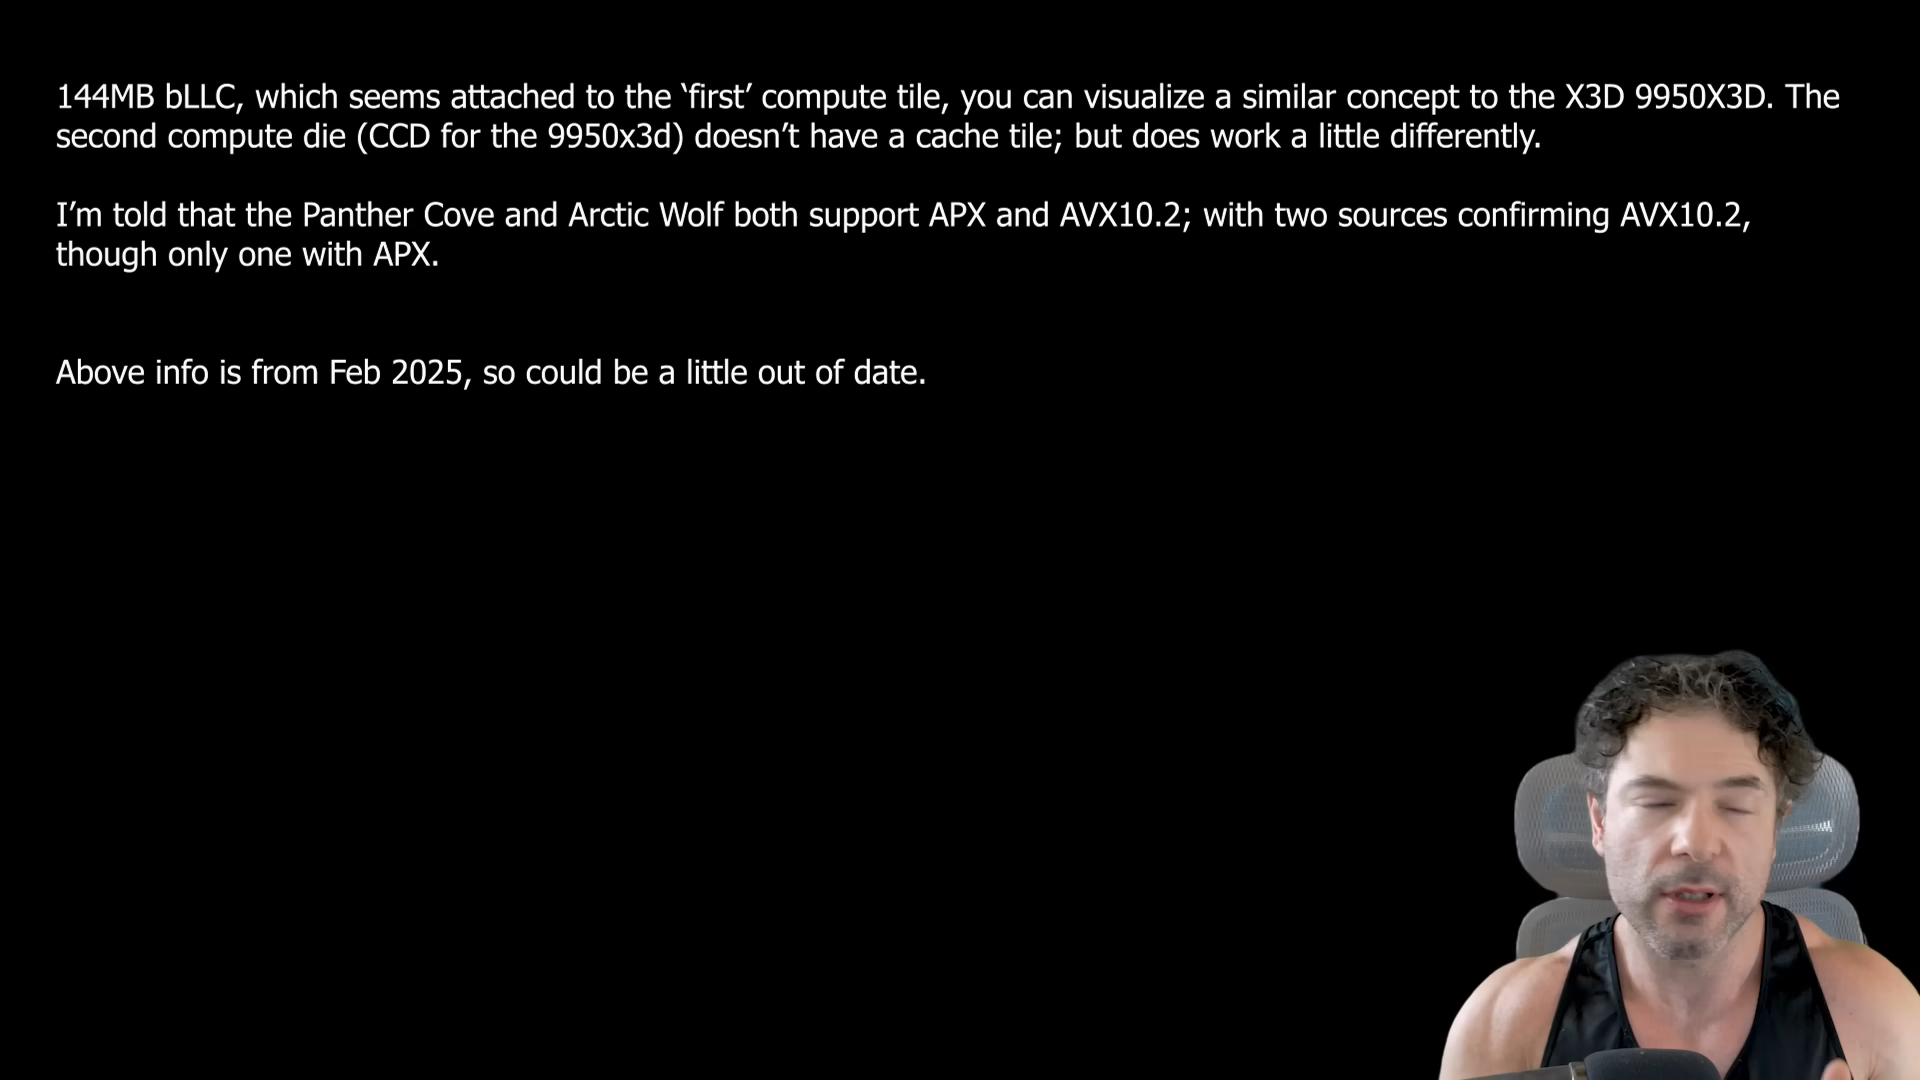 144MB bLLC, which seems attached to the ‘first’ compute tile, you can visualize a similar concept to the X3D 9950X3D. The
second compute die (CCD for the 9950x3d) doesn’t have a cache tile; but does work a little differently.
I’m told that the Panther Cove and Arctic Wolf both support APX and AVX10.2; with two sources confirming AVX10.2,
though only one with APX.
Above info is from Feb 2025, so could be a little out of date.